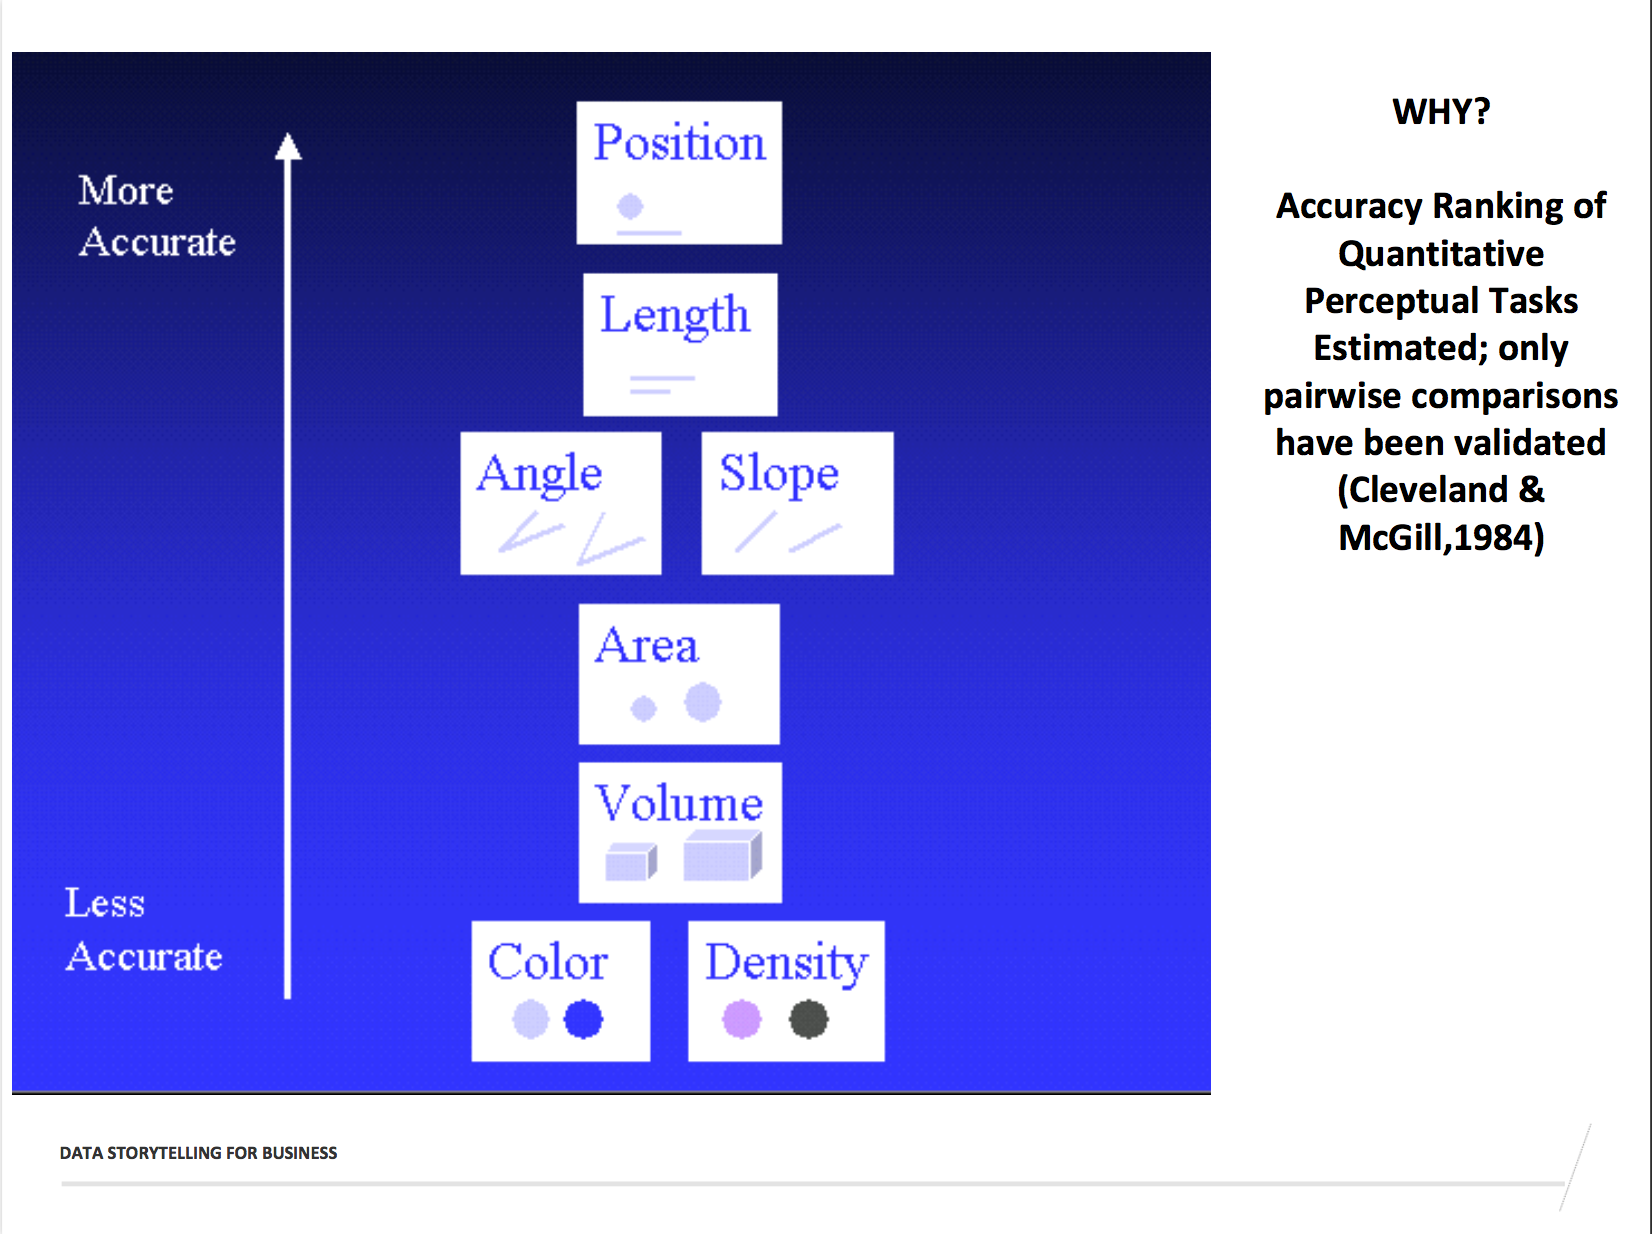 More
Accurate
Position
Length
Angle
Slope
Area
Volume
Less
Accurate
Color
Density
WHY?
Accuracy Ranking of
Quantitative
Perceptual Tasks
Estimated; only
pairwise comparisons
have been validated
(Cleveland &
McGill,1984)
DATA STORYTELLING FOR BUSINESS